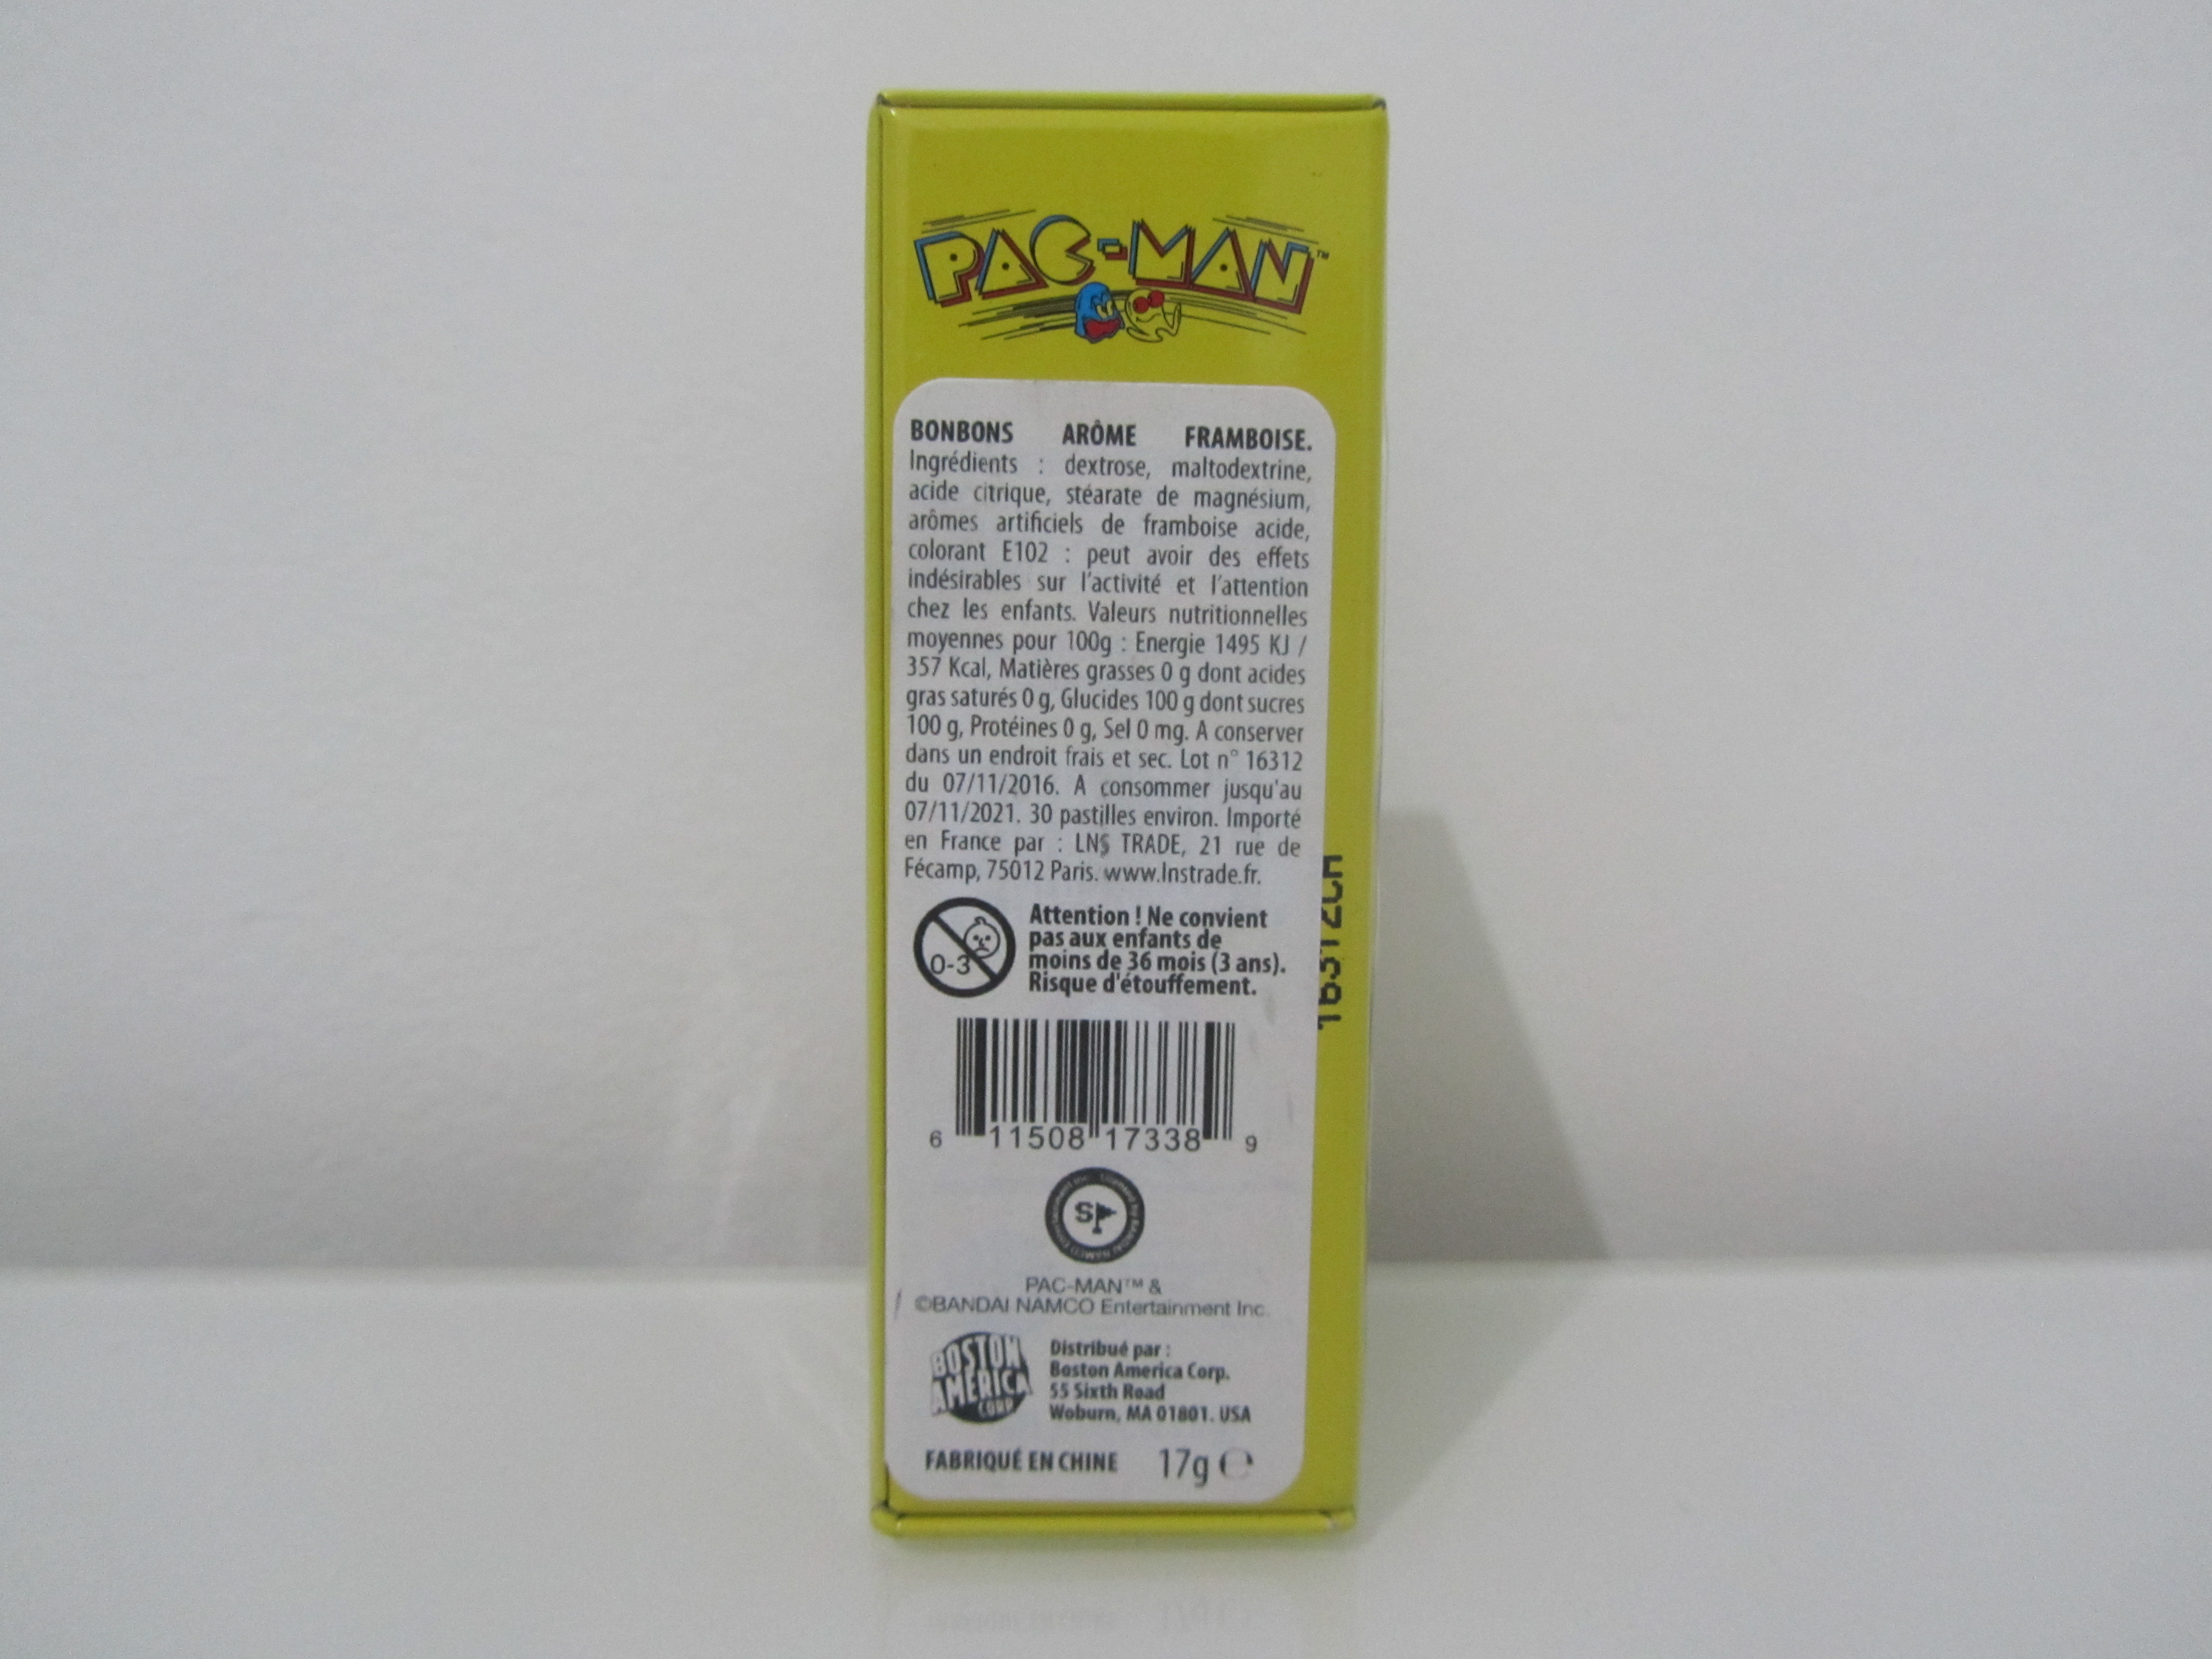 PAC-MAN™
BONBONS ARÔME FRAMBOISE.
Ingrédients : dextrose, maltodextrine,
acide citrique, stéarate de magnésium,
arômes artificiels de framboise acide,
colorant E102 : peut avoir des effets
indésirables sur l'activité et l'attention
chez les enfants. Valeurs nutritionnelles
moyennes pour 100g : Energie 1495 KJ /
357 Kcal, Matières grasses 0 g dont acides
gras saturés 0 g, Glucides 100 g dont sucres
100 g, Protéines 0 g, Sel 0 mg. A conserver
dans un endroit frais et sec. Lot n° 16312
du 07/11/2016. A consommer jusqu'au
07/11/2021. 30 pastilles environ. Importé
en France par : LNS TRADE, 21 rue de
Fécamp, 75012 Paris. www.lnstrade.fr.
0-3
Attention ! Ne convient
pas aux enfants de
moins de 36 mois (3 ans).
Risque d'étouffement.
6 11508 17338 9
PAC-MAN™ &
©BANDAI NAMCO Entertainment Inc.
BOSTON
AMERICA
CORP
Distribué par :
Boston America Corp.
55 Sixth Road
Woburn, MA 01801. USA
FABRIQUÉ EN CHINE 17g ℮